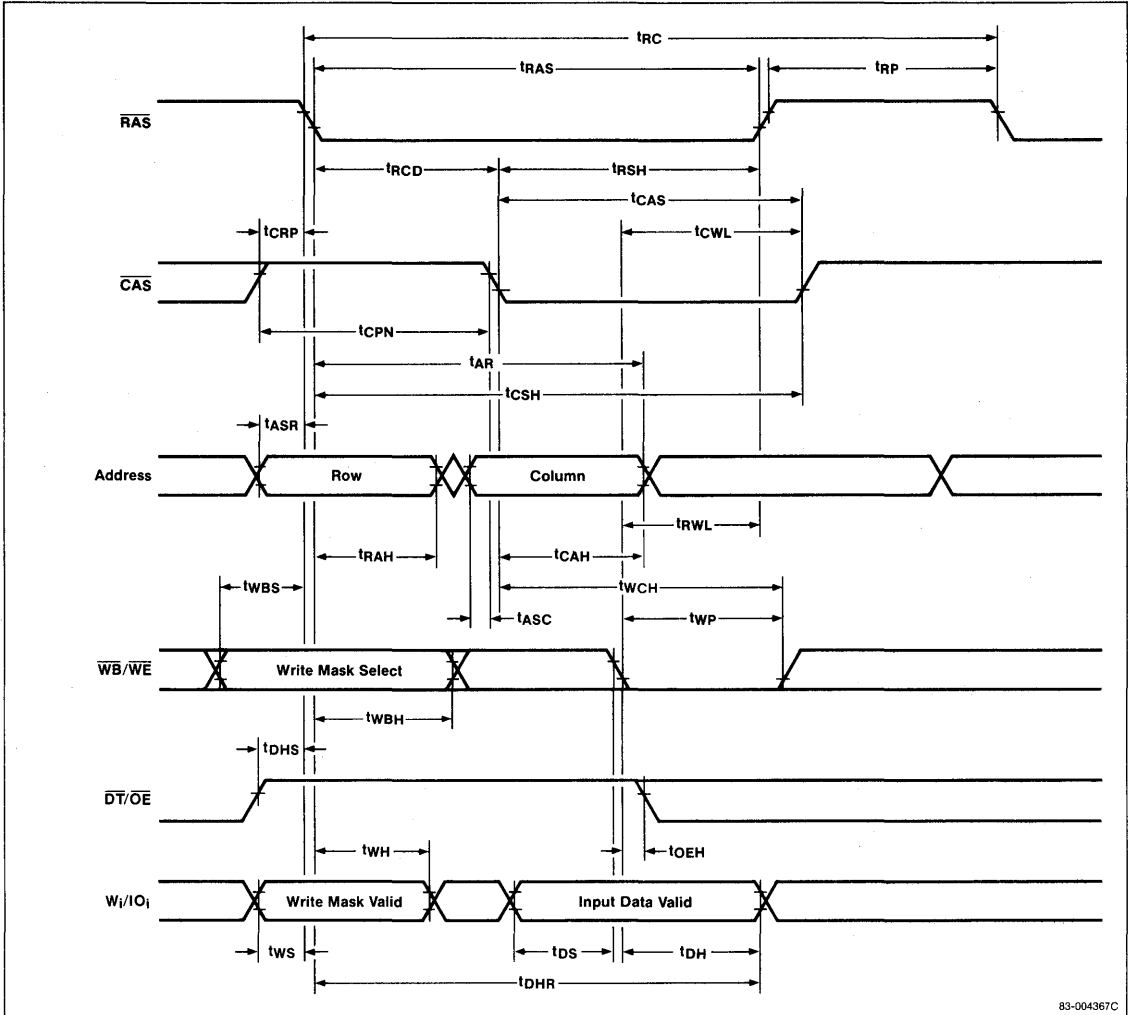 tRC
tRAS
tRP
RAS
tRCD
tRSH
tCAS
tCRP
tCWL
CAS
tCPN
tAR
tCSH
tASR
Address
Row
Column
tRWL
tRAH
tCAH
tWBS
tWCH
tASC
tWP
WB/WE
Write Mask Select
tWBH
tDHS
DT/OE
tWH
tOEH
Wi/IOi
Write Mask Valid
Input Data Valid
tWS
tDS
tDH
tDHR
83-004367C